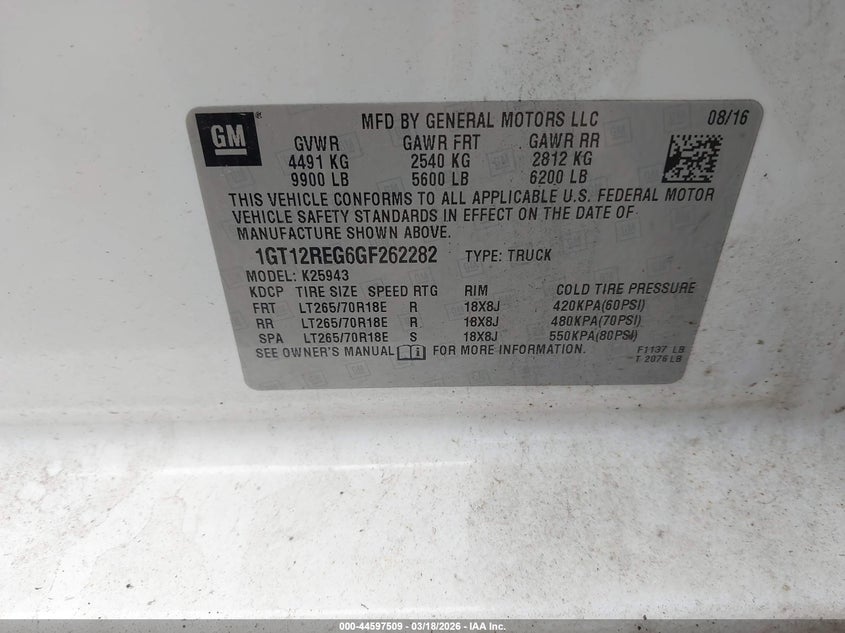 GM
MFD BY GENERAL MOTORS LLC 08/16
GVWR GAWR FRT GAWR RR
4491 KG 2540 KG 2812 KG
9900 LB 5600 LB 6200 LB
THIS VEHICLE CONFORMS TO ALL APPLICABLE U.S. FEDERAL MOTOR
VEHICLE SAFETY STANDARDS IN EFFECT ON THE DATE OF
MANUFACTURE SHOWN ABOVE.
1GT12REG6GF262282 TYPE: TRUCK
MODEL: K25943
KDCP TIRE SIZE SPEED RTG RIM COLD TIRE PRESSURE
FRT LT265/70R18E R 18X8J 420KPA(60PSI)
RR LT265/70R18E R 18X8J 480KPA(70PSI)
SPA LT265/70R18E S 18X8J 550KPA(80PSI)
SEE OWNER'S MANUAL FOR MORE INFORMATION.
F1137 LB
T 2076 LB
000-44597509 - 03/18/2026 - IAA Inc.